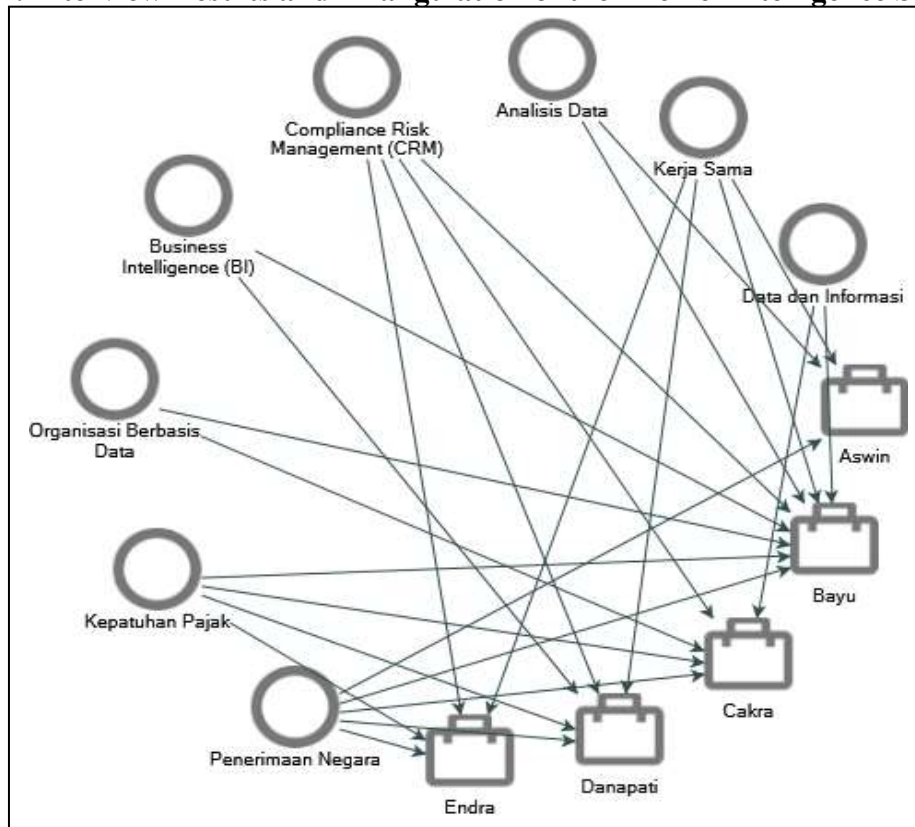 Analisis Data
Compliance Risk
Management (CRM)
Kerja Sama
Business
Intelligence (BI)
Data dan Informasi
Organisasi Berbasis
Data
Aswin
Bayu
Kepatuhan Pajak
Cakra
Penerimaan Negara
Danapati
Endra